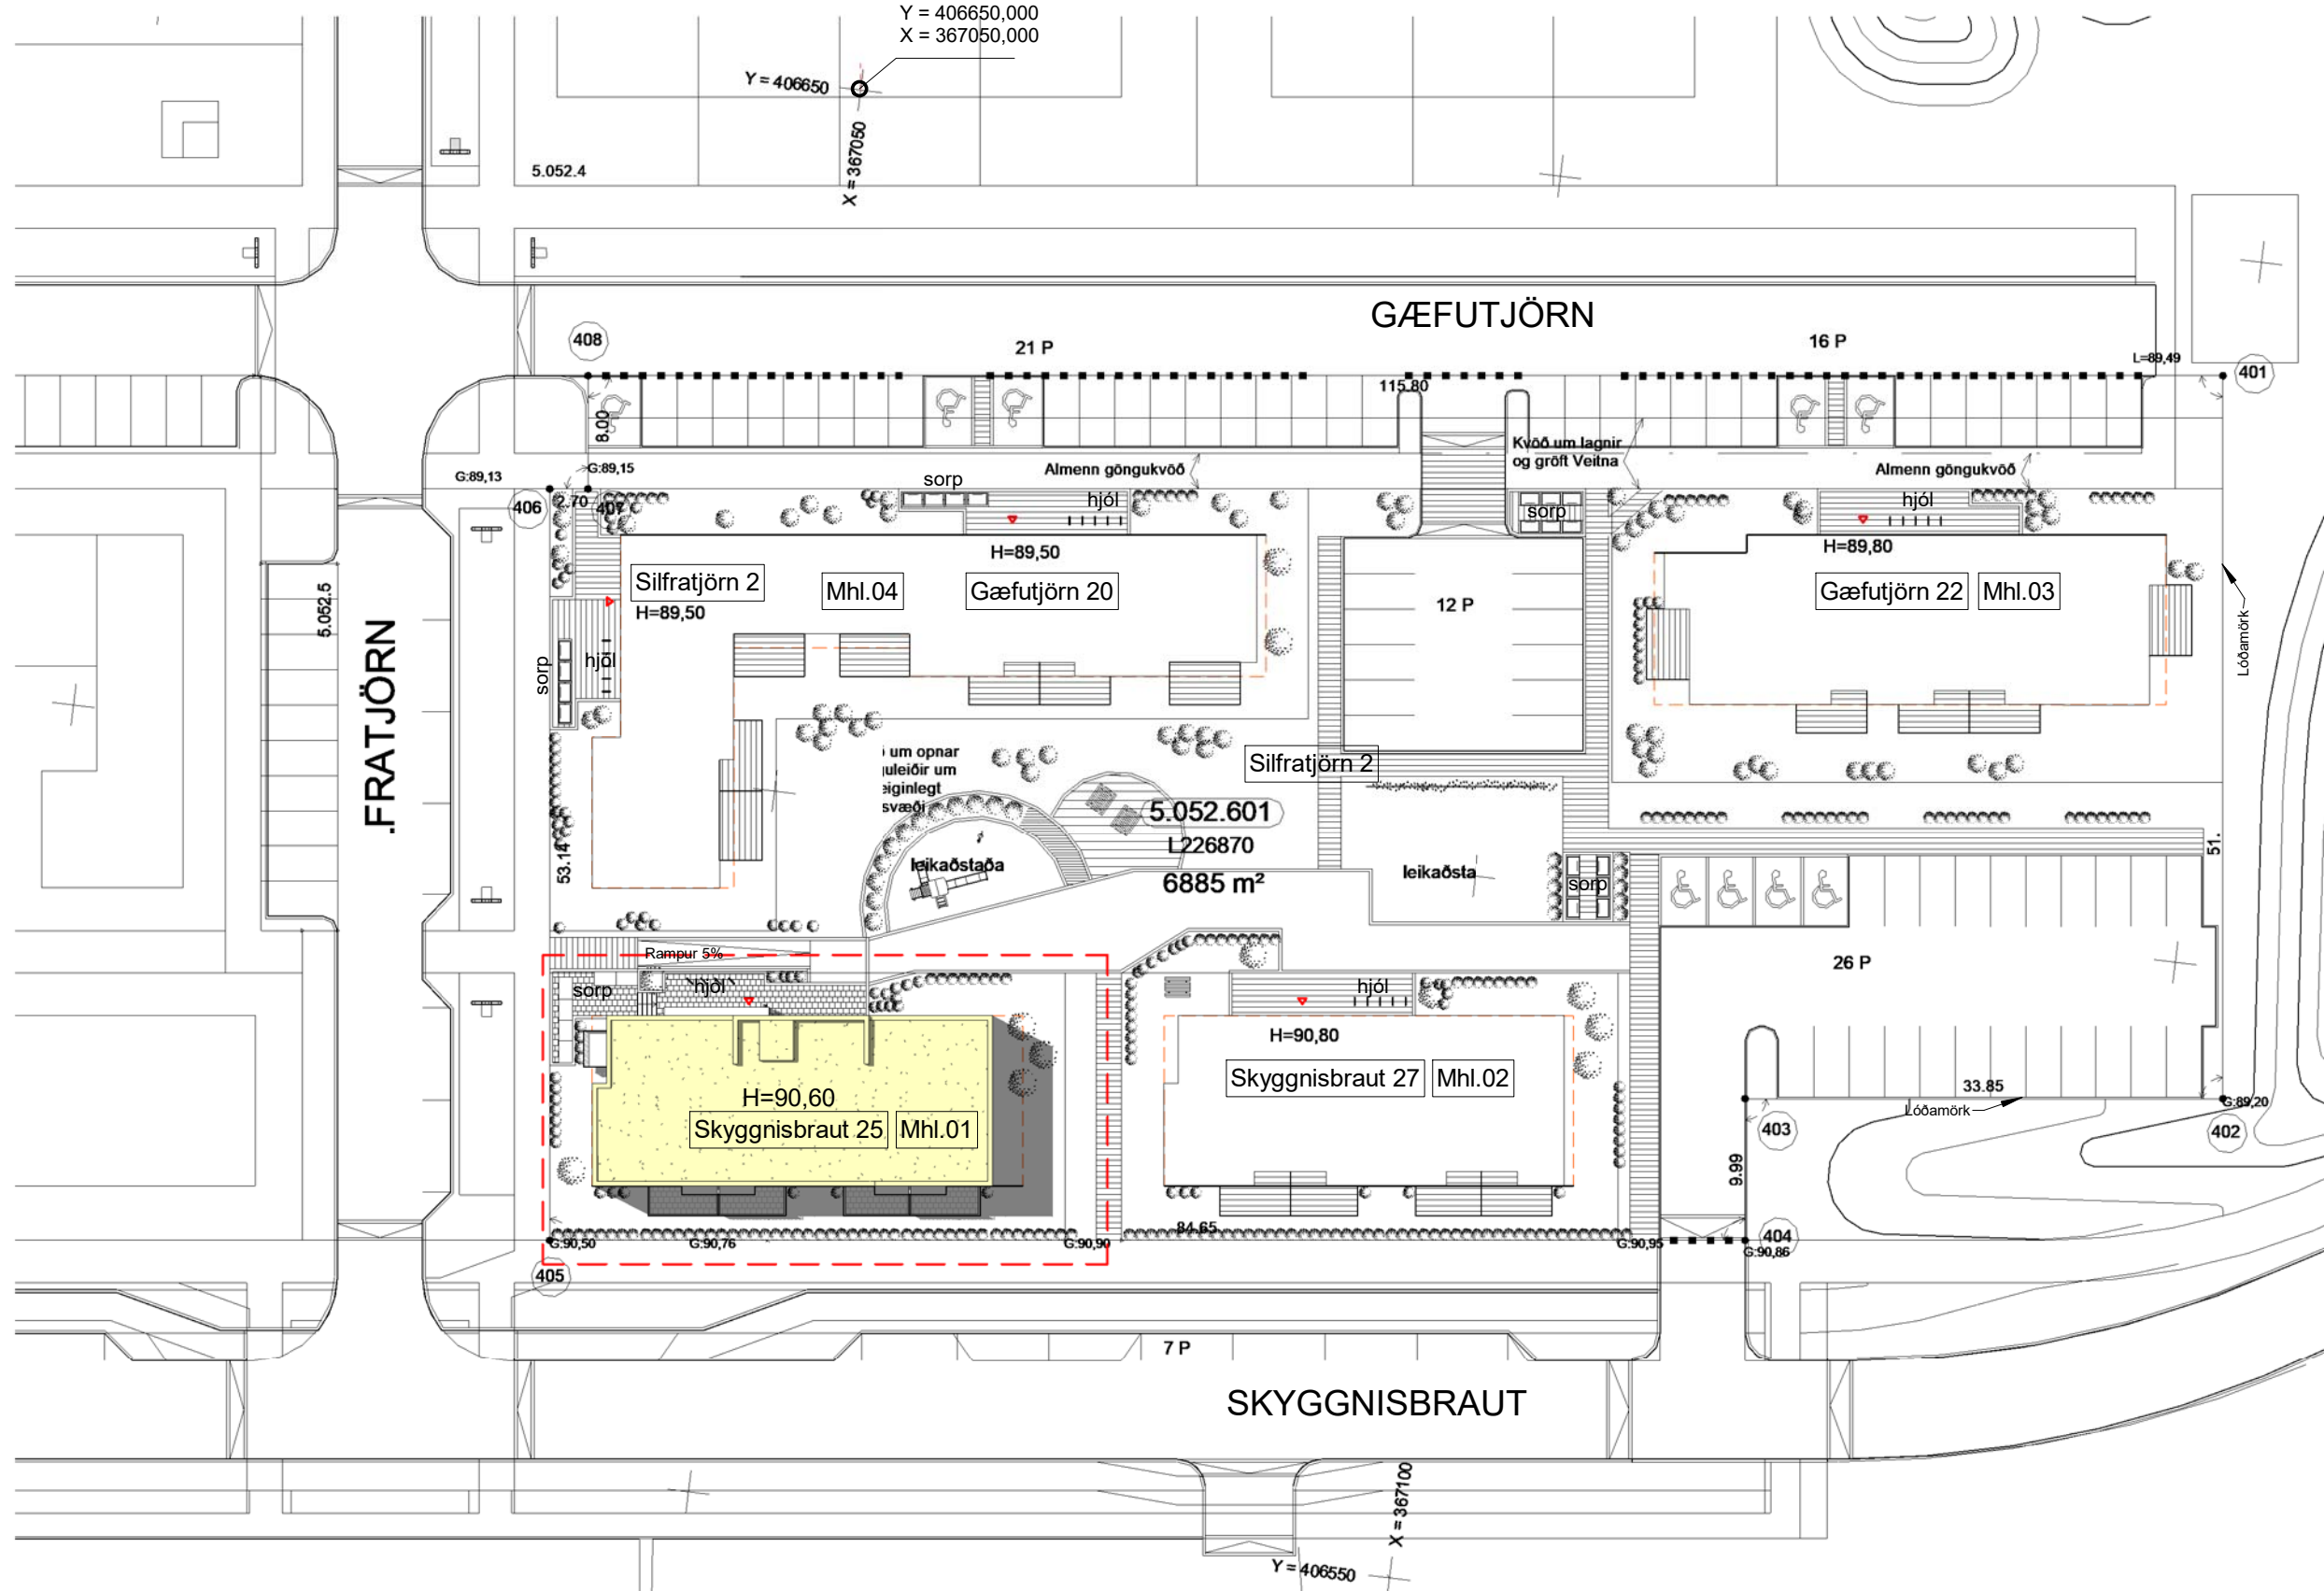 Y = 406650,000
X = 367050,000
Y = 406650
X = 367050
5.052.4
GÆFUTJÖRN
408
21 P
16 P
L=89,49
401
115.80
8.00
Kvöð um lagnir
og gröft Veitna
G:89,13
G:89,15
Almenn göngukvöð
Almenn göngukvöð
sorp
hjól
406
2.70
407
sorp
hjól
H=89,50
H=89,80
Silfratjörn 2
Mhl.04
Gæfutjörn 20
12 P
Gæfutjörn 22
Mhl.03
H=89,50
5.052.5
.FRATJÖRN
sorp
hjól
Lóðamörk
um opnar
uleiðir um
eiginlegt
svæði
Silfratjörn 2
5.052.601
L226870
6885 m²
53.14
leikaðstaða
leikaðsta
sorp
51.
Rampur 5%
26 P
sorp
hjól
hjól
H=90,60
Skyggnisbraut 25
Mhl.01
H=90,80
Skyggnisbraut 27
Mhl.02
33.85
Lóðamörk
G:89,20
403
402
9.99
84.65
G:90,50
G:90,76
G:90,90
G:90,95
404
G:90,86
405
7 P
SKYGGNISBRAUT
X = 367100
Y = 406550